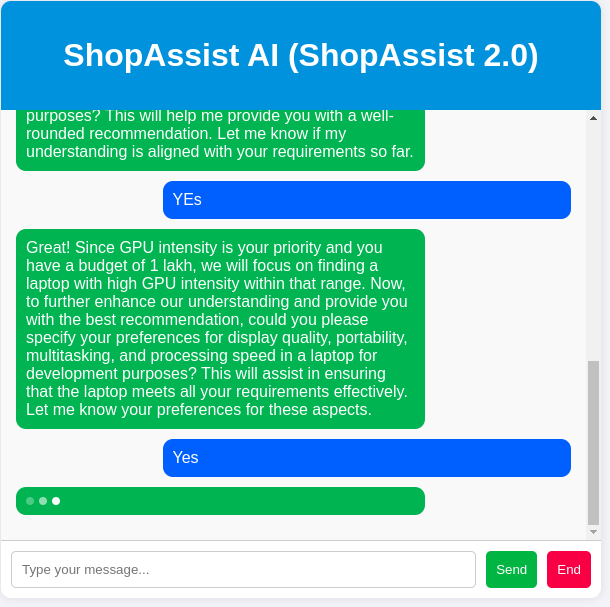 ShopAssist AI (ShopAssist 2.0)
purposes? This will help me provide you with a well-
rounded recommendation. Let me know if my
understanding is aligned with your requirements so far.
YEs
Great! Since GPU intensity is your priority and you
have a budget of 1 lakh, we will focus on finding a
laptop with high GPU intensity within that range. Now,
to further enhance our understanding and provide you
with the best recommendation, could you please
specify your preferences for display quality, portability,
multitasking, and processing speed in a laptop for
development purposes? This will assist in ensuring
that the laptop meets all your requirements effectively.
Let me know your preferences for these aspects.
Yes
Type your message...
Send
End